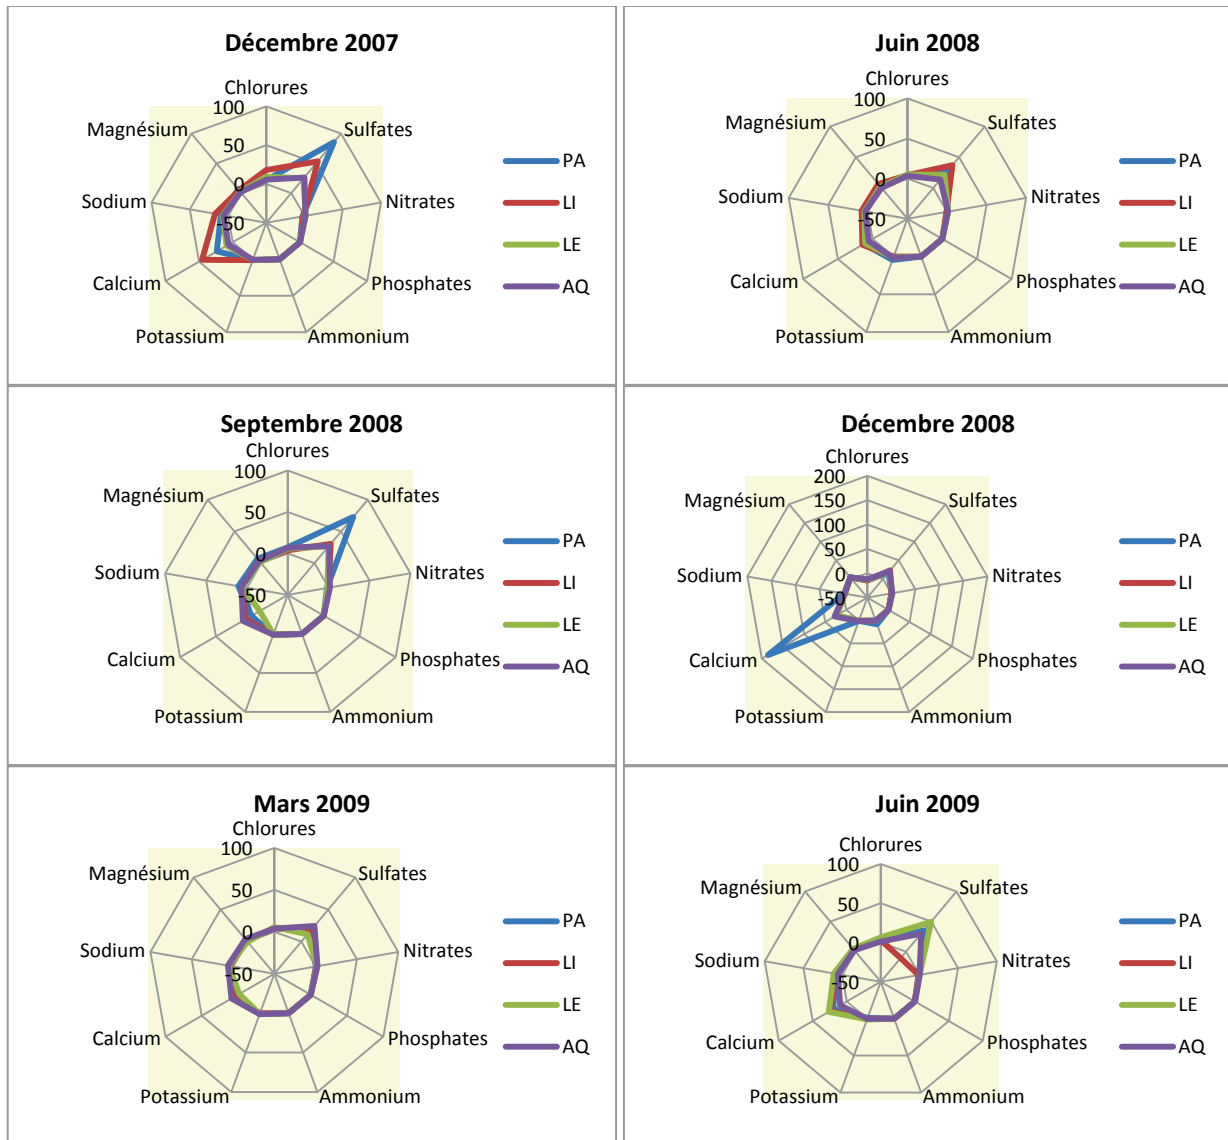 Décembre 2007
Chlorures
Sulfates
Nitrates
Phosphates
Ammonium
Potassium
Calcium
Sodium
Magnésium
100
50
0
-50
PA
LI
LE
AQ
Juin 2008
Chlorures
Sulfates
Nitrates
Phosphates
Ammonium
Potassium
Calcium
Sodium
Magnésium
100
50
0
-50
PA
LI
LE
AQ
Septembre 2008
Chlorures
Sulfates
Nitrates
Phosphates
Ammonium
Potassium
Calcium
Sodium
Magnésium
100
50
0
-50
PA
LI
LE
AQ
Décembre 2008
Chlorures
Sulfates
Nitrates
Phosphates
Ammonium
Potassium
Calcium
Sodium
Magnésium
200
150
100
50
0
-50
PA
LI
LE
AQ
Mars 2009
Chlorures
Sulfates
Nitrates
Phosphates
Ammonium
Potassium
Calcium
Sodium
Magnésium
100
50
0
-50
PA
LI
LE
AQ
Juin 2009
Chlorures
Sulfates
Nitrates
Phosphates
Ammonium
Potassium
Calcium
Sodium
Magnésium
100
50
0
-50
PA
LI
LE
AQ